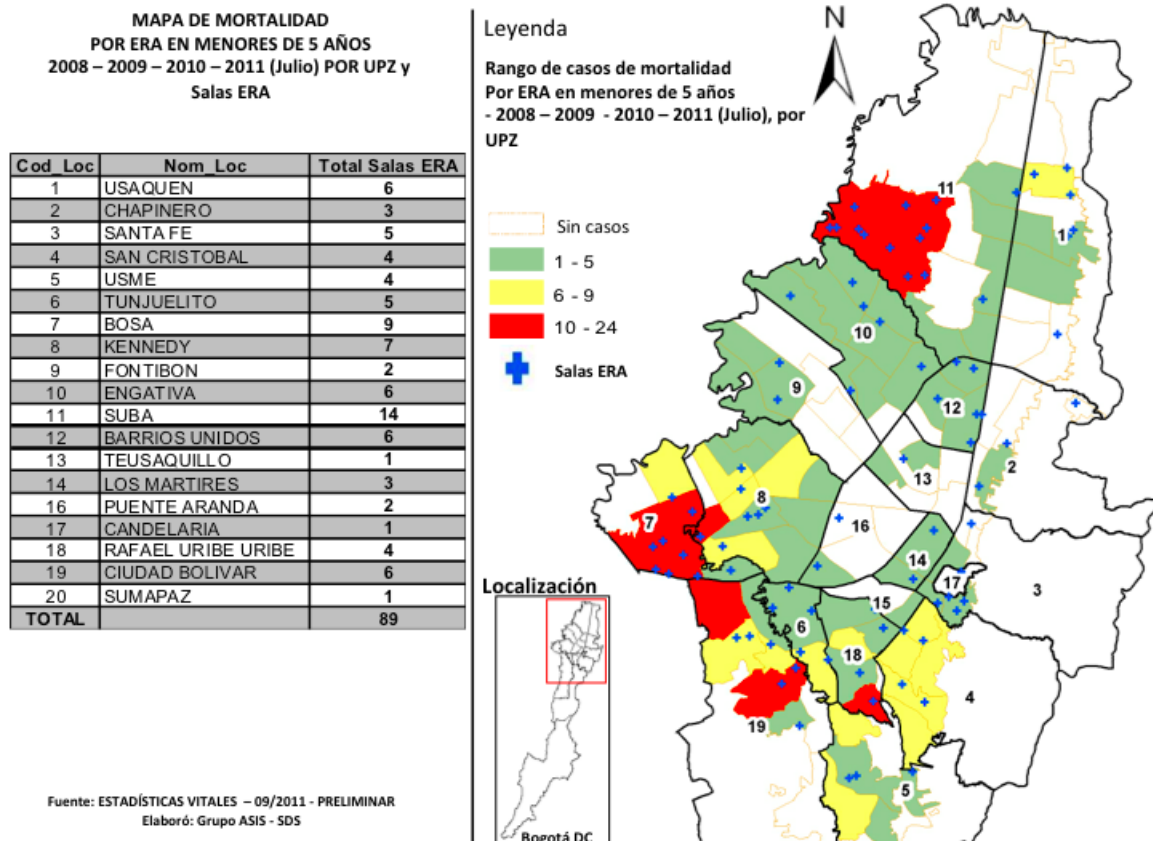 MAPA DE MORTALIDAD
POR ERA EN MENORES DE 5 AÑOS
2008 – 2009 – 2010 – 2011 (Julio) POR UPZ y
Salas ERA
Cod_Loc Nom_Loc Total Salas ERA
1 USAQUEN 6
2 CHAPINERO 3
3 SANTA FE 5
4 SAN CRISTOBAL 4
5 USME 4
6 TUNJUELITO 5
7 BOSA 9
8 KENNEDY 7
9 FONTIBON 2
10 ENGATIVA 6
11 SUBA 14
12 BARRIOS UNIDOS 6
13 TEUSAQUILLO 1
14 LOS MARTIRES 3
16 PUENTE ARANDA 2
17 CANDELARIA 1
18 RAFAEL URIBE URIBE 4
19 CIUDAD BOLIVAR 6
20 SUMAPAZ 1
TOTAL 89
Fuente: ESTADÍSTICAS VITALES – 09/2011 - PRELIMINAR
Elaboró: Grupo ASIS - SDS
Leyenda
Rango de casos de mortalidad
Por ERA en menores de 5 años
- 2008 – 2009 - 2010 – 2011 (Julio), por
UPZ
Sin casos
1 - 5
6 - 9
10 - 24
Salas ERA
Localización
Bogotá DC
N
11
1
10
9
12
2
13
8
7
16
14
17
3
15
6
18
4
19
5